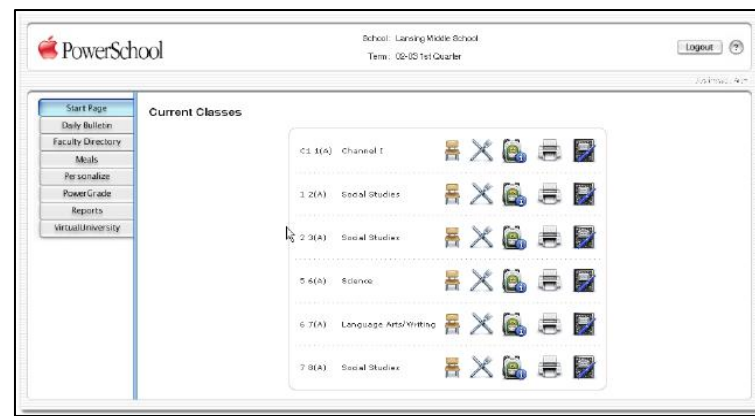 PowerSchool
School: Lansing Middle School
Term: 02-03 1st Quarter
Logout ?
Start Page
Daily Bulletin
Faculty Directory
Meals
Personalize
PowerGrade
Reports
VirtualUniversity
Current Classes
C1 1(A) Channel I
1 2(A) Social Studies
2 3(A) Social Studies
5 6(A) Science
6 7(A) Language Arts/Writing
7 8(A) Social Studies